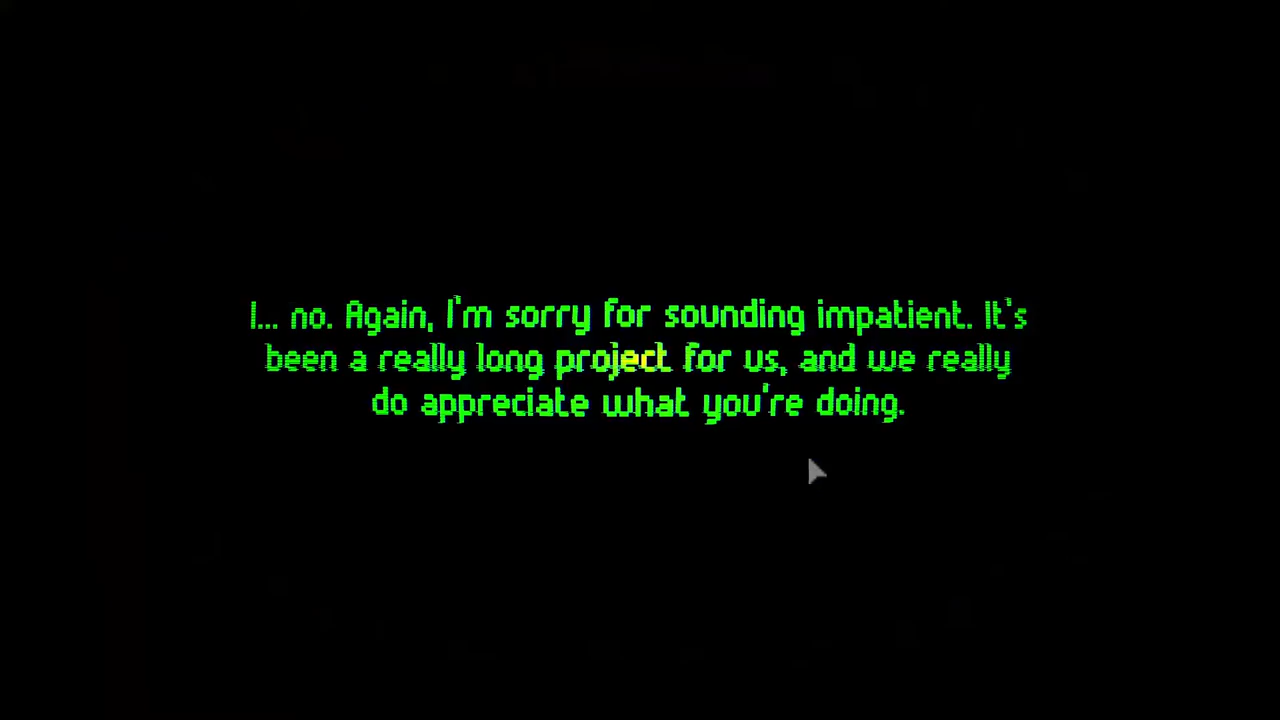 I... no. Again, I'm sorry for sounding impatient. It's
been a really long project for us, and we really
do appreciate what you're doing.